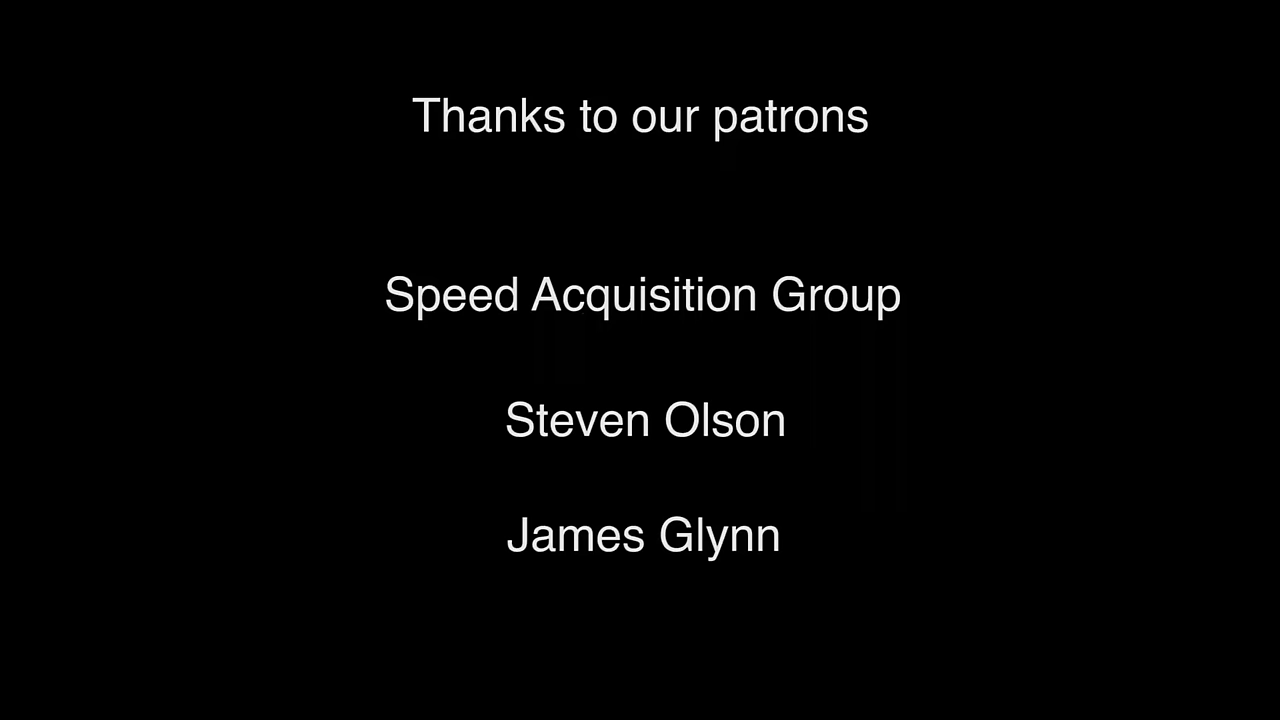 Thanks to our patrons
Speed Acquisition Group
Steven Olson
James Glynn